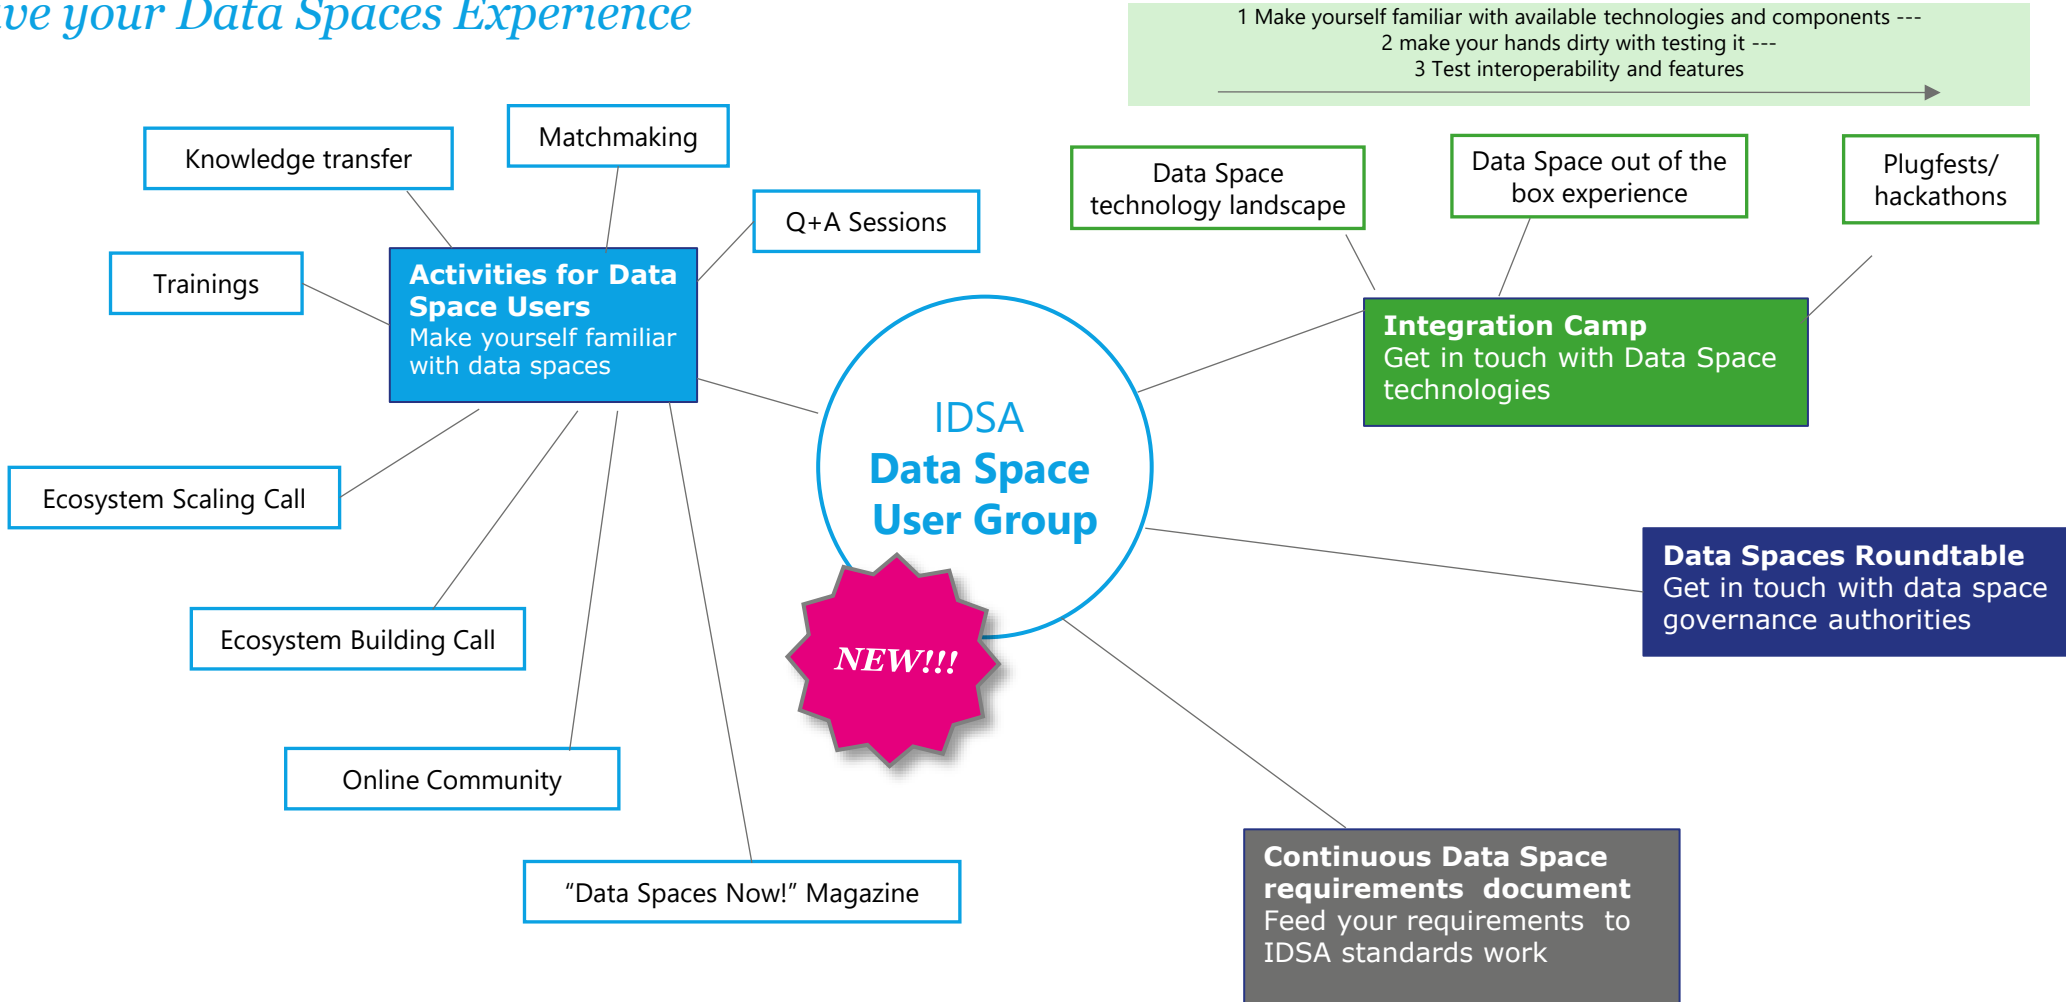 your Data Spaces Experience
1 Make yourself familiar with available technologies and components ---
2 make your hands dirty with testing it ---
3 Test interoperability and features
Matchmaking
Knowledge transfer
Q+A Sessions
Trainings
Activities for Data
Space Users
Make yourself familiar
with data spaces
Data Space
technology landscape
Data Space out of the
box experience
Plugfests/
hackathons
Integration Camp
Get in touch with Data Space
technologies
IDSA
Data Space
User Group
NEW!!!
Ecosystem Scaling Call
Ecosystem Building Call
Online Community
“Data Spaces Now!” Magazine
Data Spaces Roundtable
Get in touch with data space
governance authorities
Continuous Data Space
requirements document
Feed your requirements to
IDSA standards work